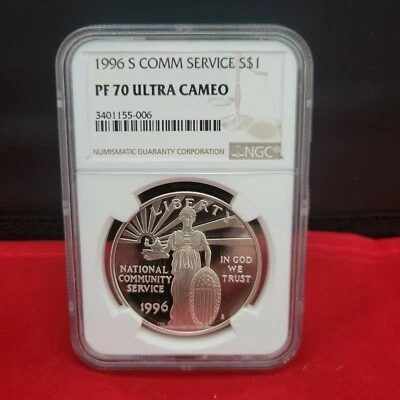 1996 S COMM SERVICE S$1
PF 70 ULTRA CAMEO
3401155-006
NUMISMATIC GUARANTY CORPORATION
NGC
LIBERTY
NATIONAL
COMMUNITY
SERVICE
1996
IN GOD
WE
TRUST
S